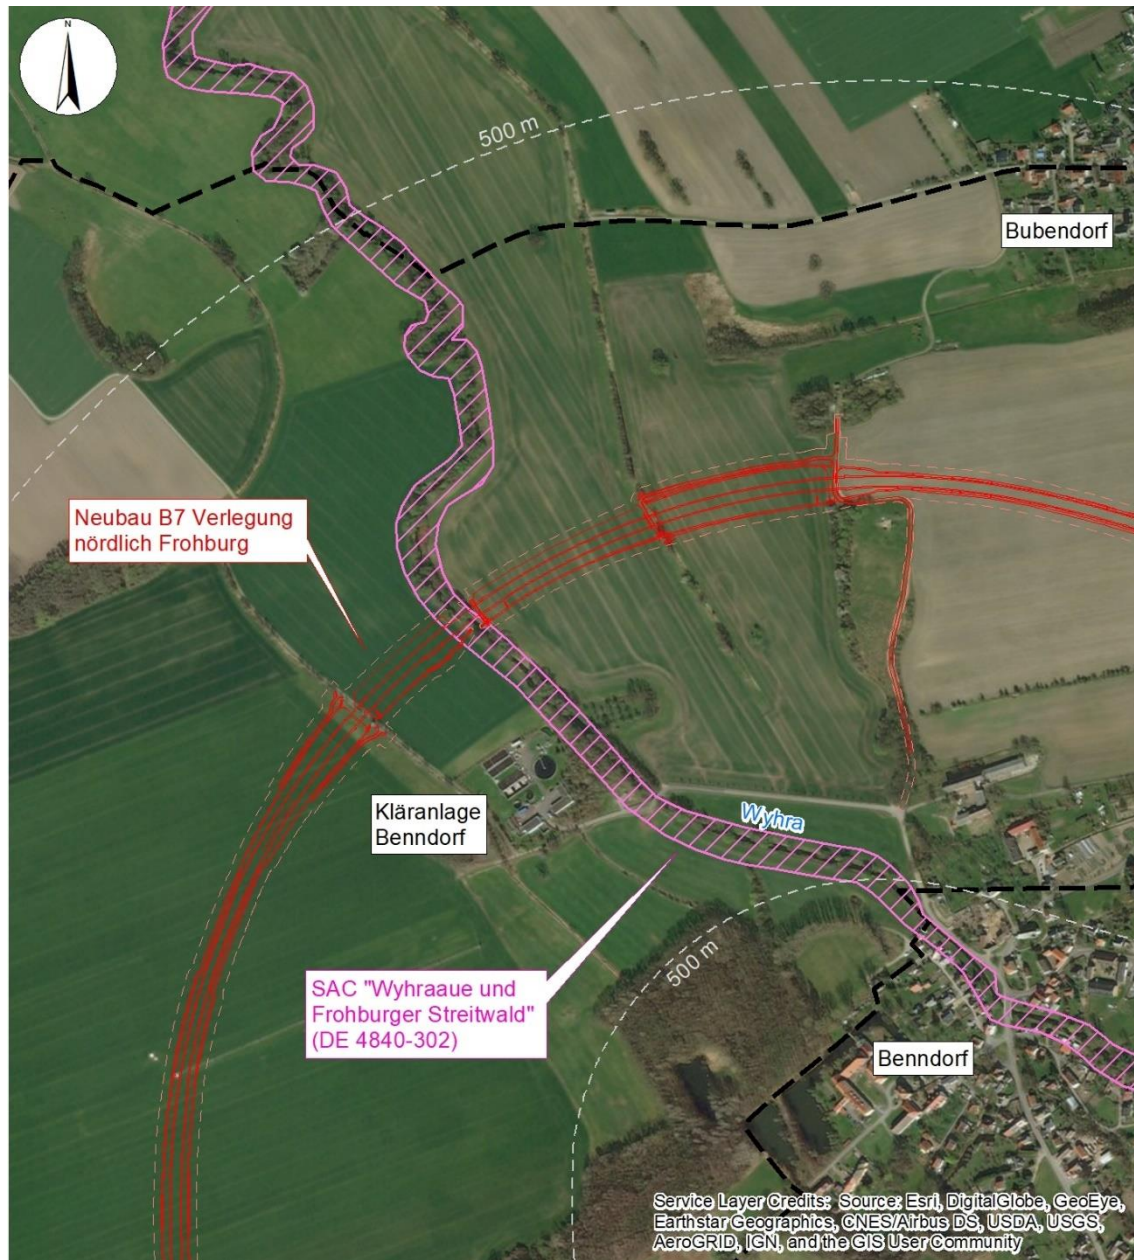 N
500 m
Bubendorf
Neubau B7 Verlegung
nördlich Frohburg
Kläranlage
Benndorf
Wyhra
500 m
SAC "Wyhraaue und
Frohburger Streitwald"
(DE 4840-302)
Benndorf
Service Layer Credits: Source: Esri, DigitalGlobe, GeoEye,
Earthstar Geographics, CNES/Airbus DS, USDA, USGS,
AeroGRID, IGN, and the GIS User Community